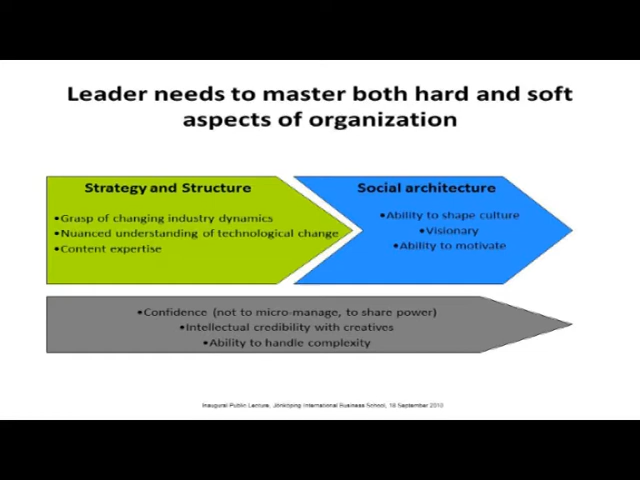 Leader needs to master both hard and soft
aspects of organization
Strategy and Structure
•Grasp of changing industry dynamics
•Nuanced understanding of technological change
•Content expertise
Social architecture
•Ability to shape culture
•Visionary
•Ability to motivate
•Confidence (not to micro-manage, to share power)
•Intellectual credibility with creatives
•Ability to handle complexity
Inaugural Public Lecture, Jönköping International Business School, 18 September